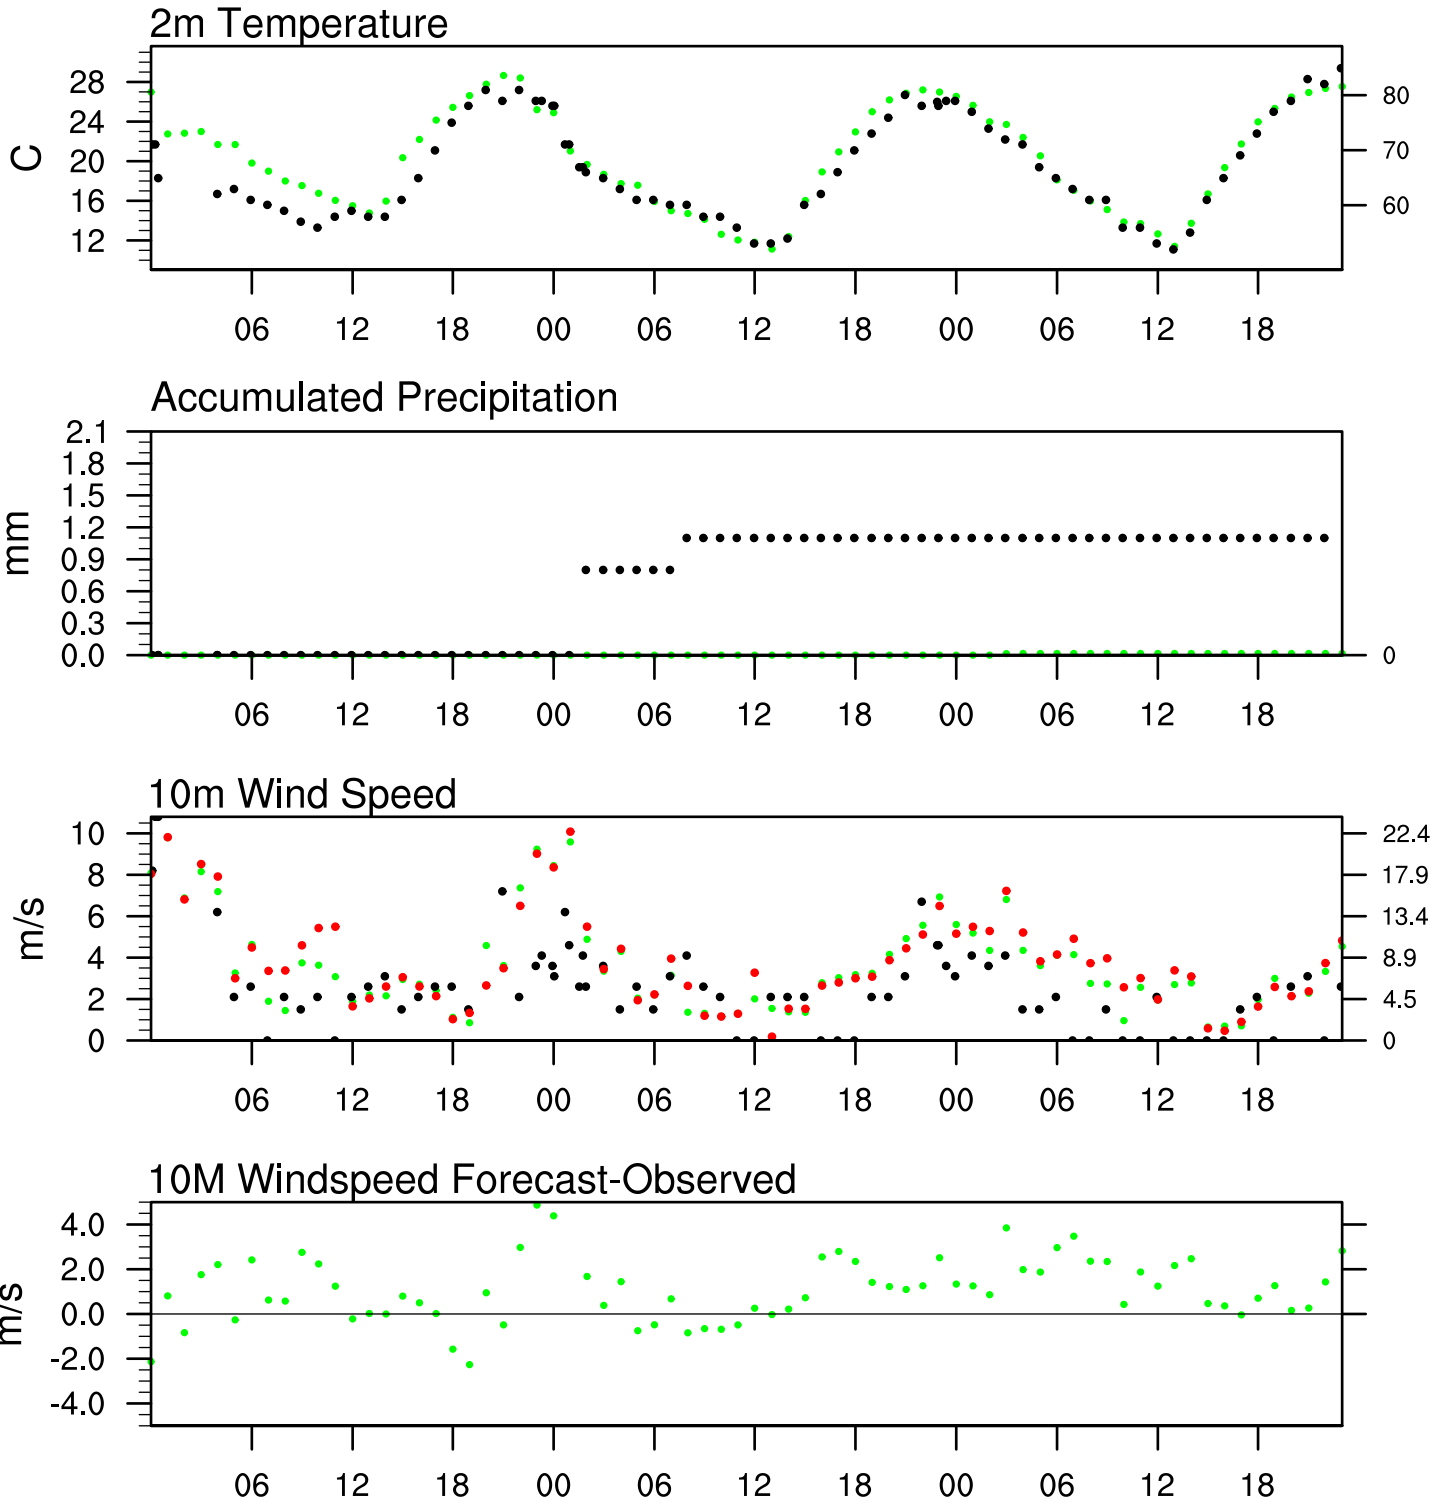 2m Temperature
28
24
20
16
12
C
80
70
60
06 12 18 00 06 12 18 00 06 12 18
Accumulated Precipitation
2.1
1.8
1.5
1.2
0.9
0.6
0.3
0.0
mm
0
06 12 18 00 06 12 18 00 06 12 18
10m Wind Speed
10
8
6
4
2
0
m/s
22.4
17.9
13.4
8.9
4.5
0
06 12 18 00 06 12 18 00 06 12 18
10M Windspeed Forecast-Observed
4.0
2.0
0.0
-2.0
-4.0
m/s
06 12 18 00 06 12 18 00 06 12 18